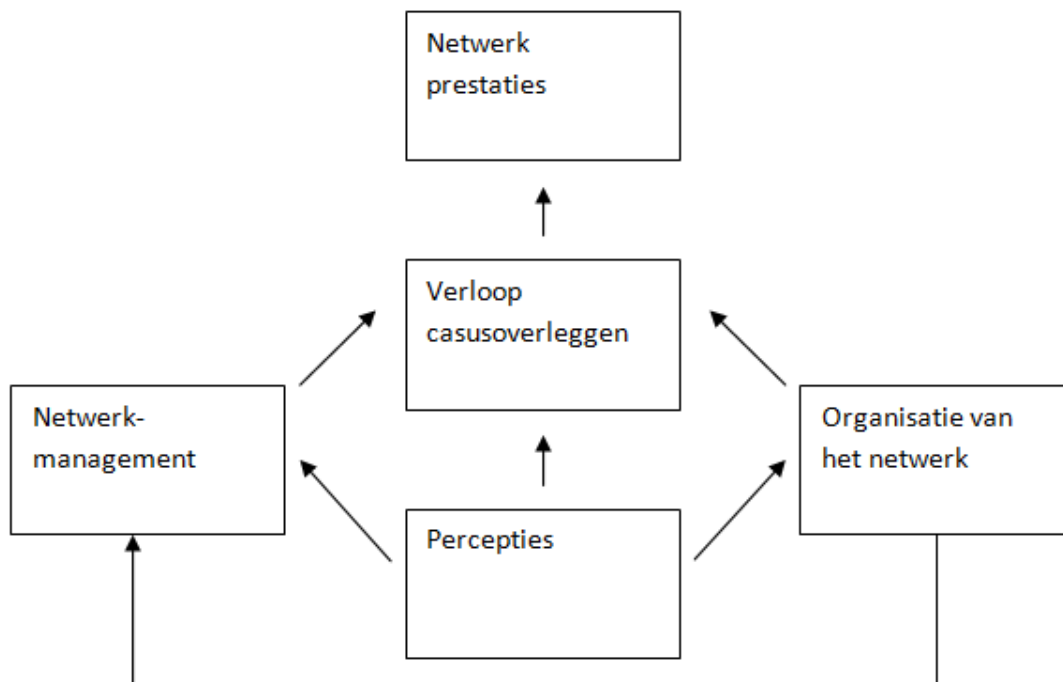 Netwerk
prestaties
Verloop
casusoverleggen
Netwerk-
management
Organisatie van
het netwerk
Percepties